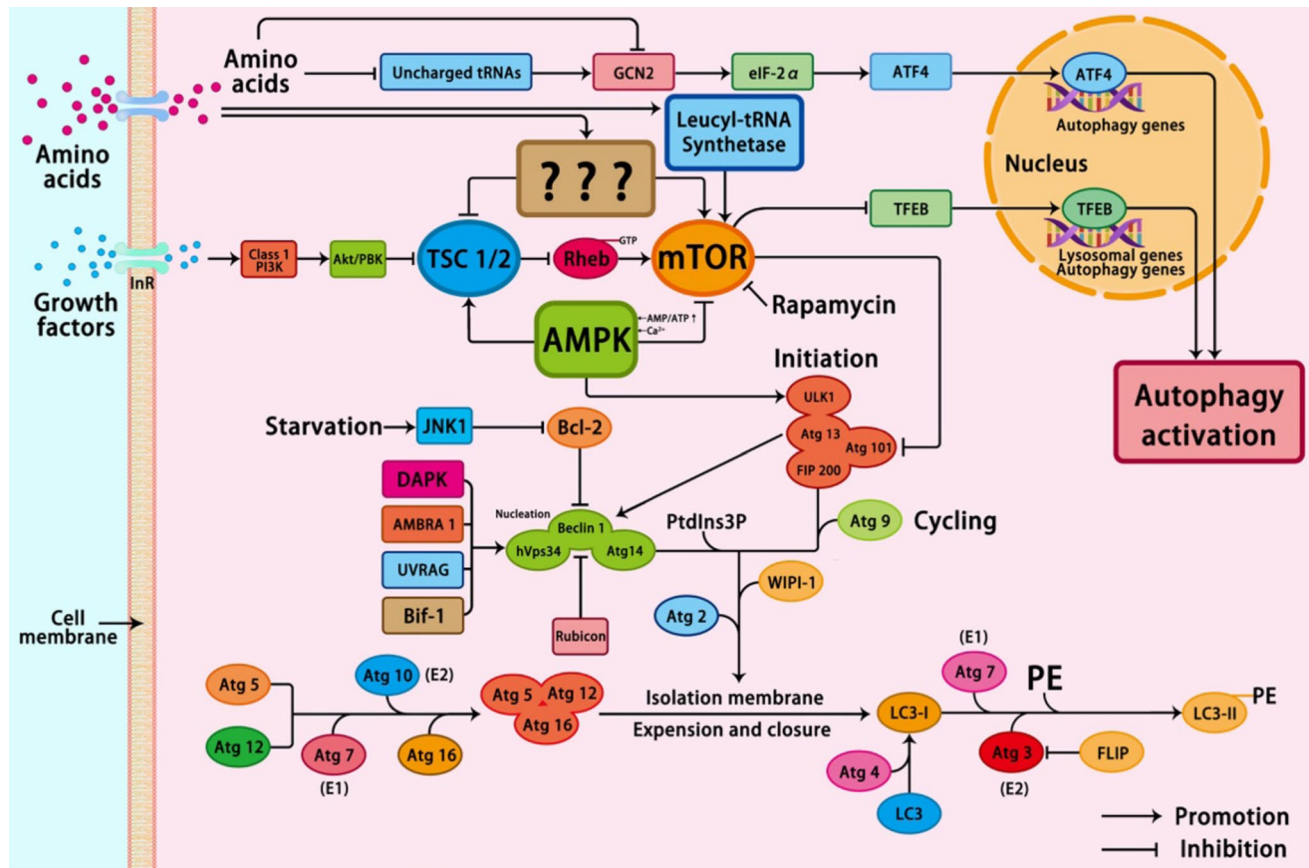 Amino
acids
Uncharged tRNAs
GCN2
eIF-2α
ATF4
ATF4
Autophagy genes
Leucyl-tRNA
Synthetase
Amino
acids
? ? ?
Nucleus
TFEB
TFEB
Lysosomal genes
Autophagy genes
InR
Growth
factors
Class 1
PI3K
Akt/PBK
TSC 1/2
Rheb
GTP
mTOR
Rapamycin
AMPK
AMP/ATP ↑
Ca²⁺
Initiation
ULK1
Atg 13
Atg 101
FIP 200
Autophagy
activation
Starvation
JNK1
Bcl-2
DAPK
AMBRA 1
UVRAG
Bif-1
Nucleation
Beclin 1
hVps34
Atg14
Rubicon
PtdIns3P
Atg 9
Cycling
WIPI-1
Atg 2
Cell
membrane
Atg 5
Atg 12
Atg 10
(E2)
Atg 7
(E1)
Atg 16
Atg 5
Atg 12
Atg 16
Isolation membrane
Expension and closure
LC3-I
Atg 4
LC3
(E1)
Atg 7
PE
Atg 3
(E2)
FLIP
LC3-II
PE
Promotion
Inhibition